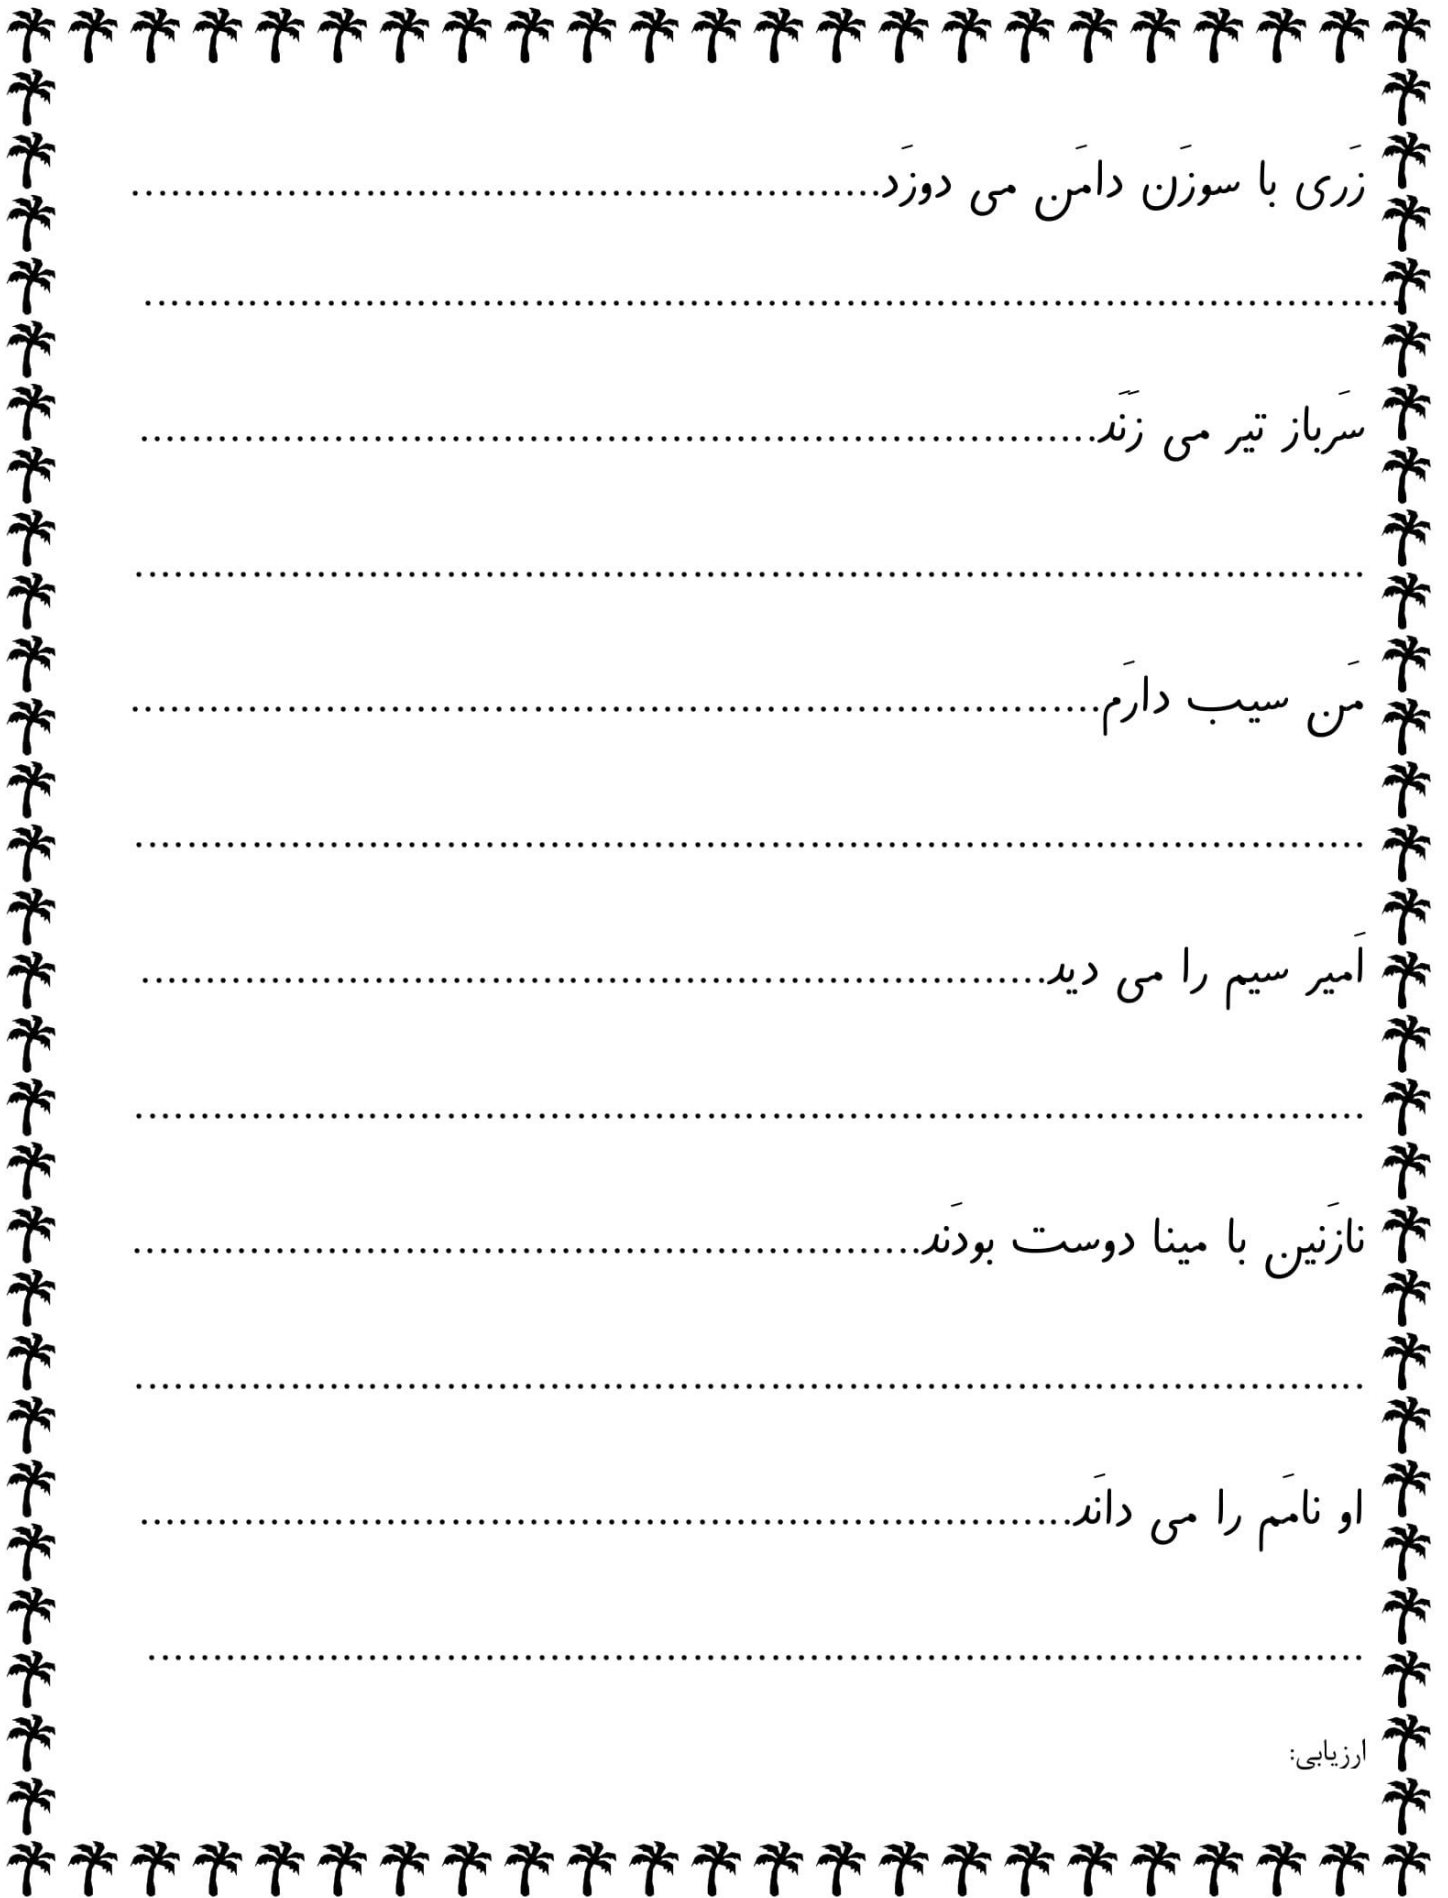 زَری با سوزَن دامَن می دوزَد..........................................................
.................................................................................................
سَرباز تیر می زَنَد..........................................................................
...............................................................................................
مَن سیب دارَم...........................................................................
...............................................................................................
اَمیر سیم را می دید......................................................................
...............................................................................................
نازَنین با مینا دوست بودَند.............................................................
...............................................................................................
او نامَم را می دانَد........................................................................
..............................................................................................
ارزیابی: